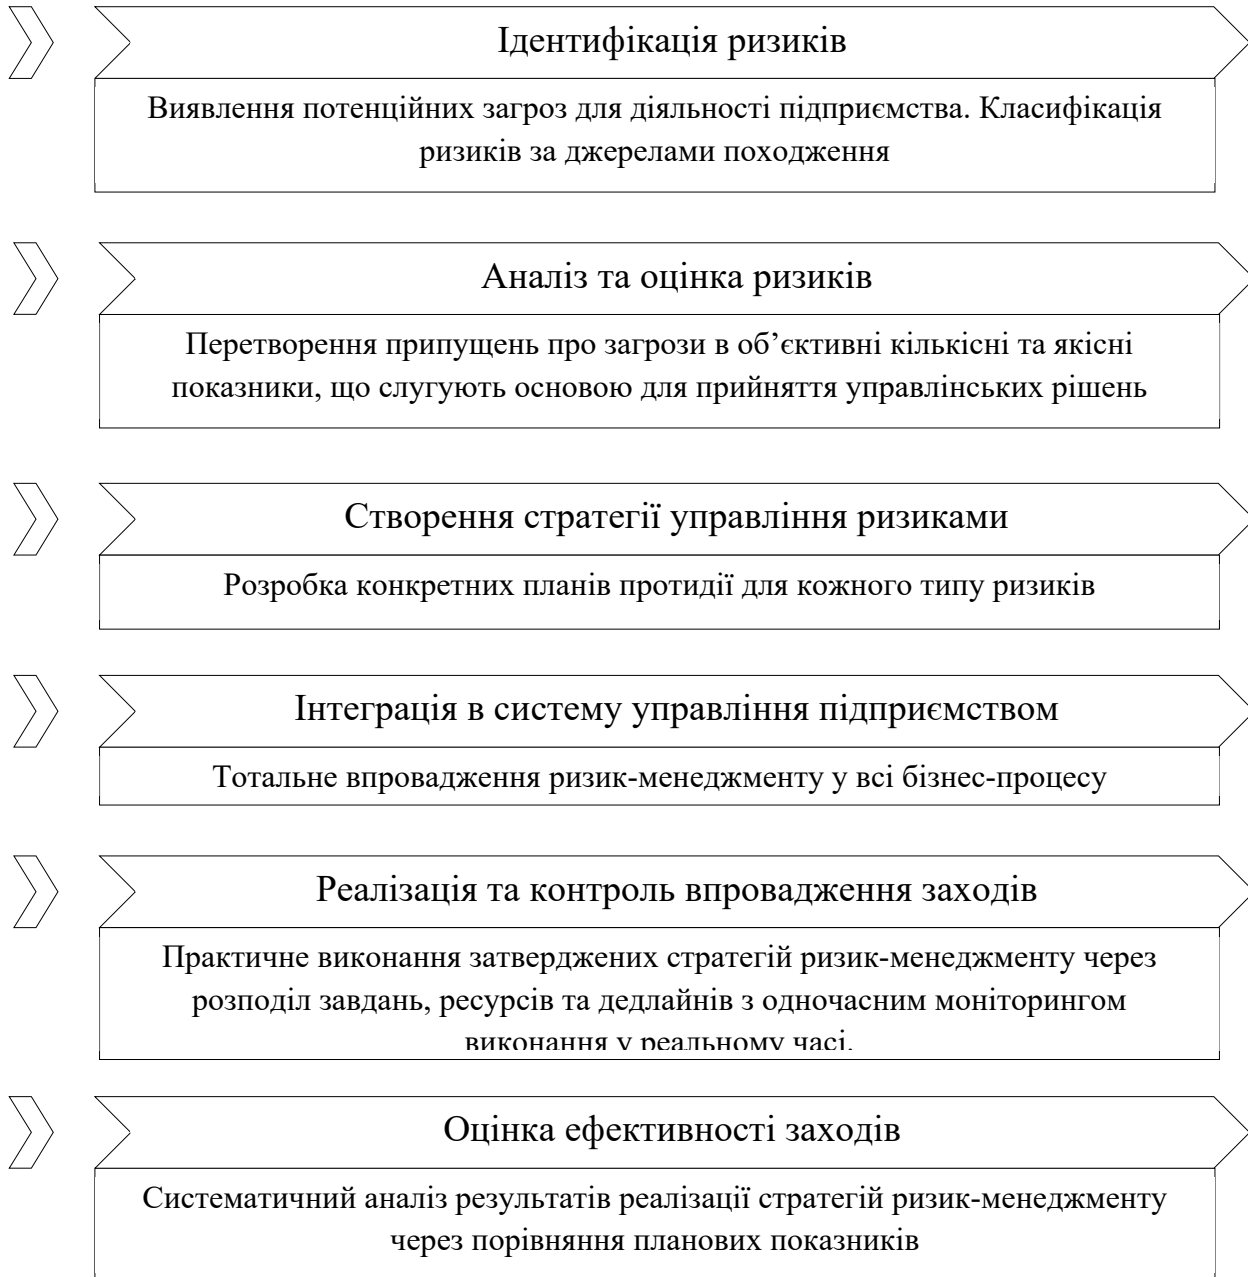 Ідентифікація ризиків
Виявлення потенційних загроз для діяльності підприємства. Класифікація
ризиків за джерелами походження
Аналіз та оцінка ризиків
Перетворення припущень про загрози в об’єктивні кількісні та якісні
показники, що слугують основою для прийняття управлінських рішень
Створення стратегії управління ризиками
Розробка конкретних планів протидії для кожного типу ризиків
Інтеграція в систему управління підприємством
Тотальне впровадження ризик-менеджменту у всі бізнес-процесу
Реалізація та контроль впровадження заходів
Практичне виконання затверджених стратегій ризик-менеджменту через
розподіл завдань, ресурсів та дедлайнів з одночасним моніторингом
виконання у реальному часі.
Оцінка ефективності заходів
Систематичний аналіз результатів реалізації стратегій ризик-менеджменту
через порівняння планових показників